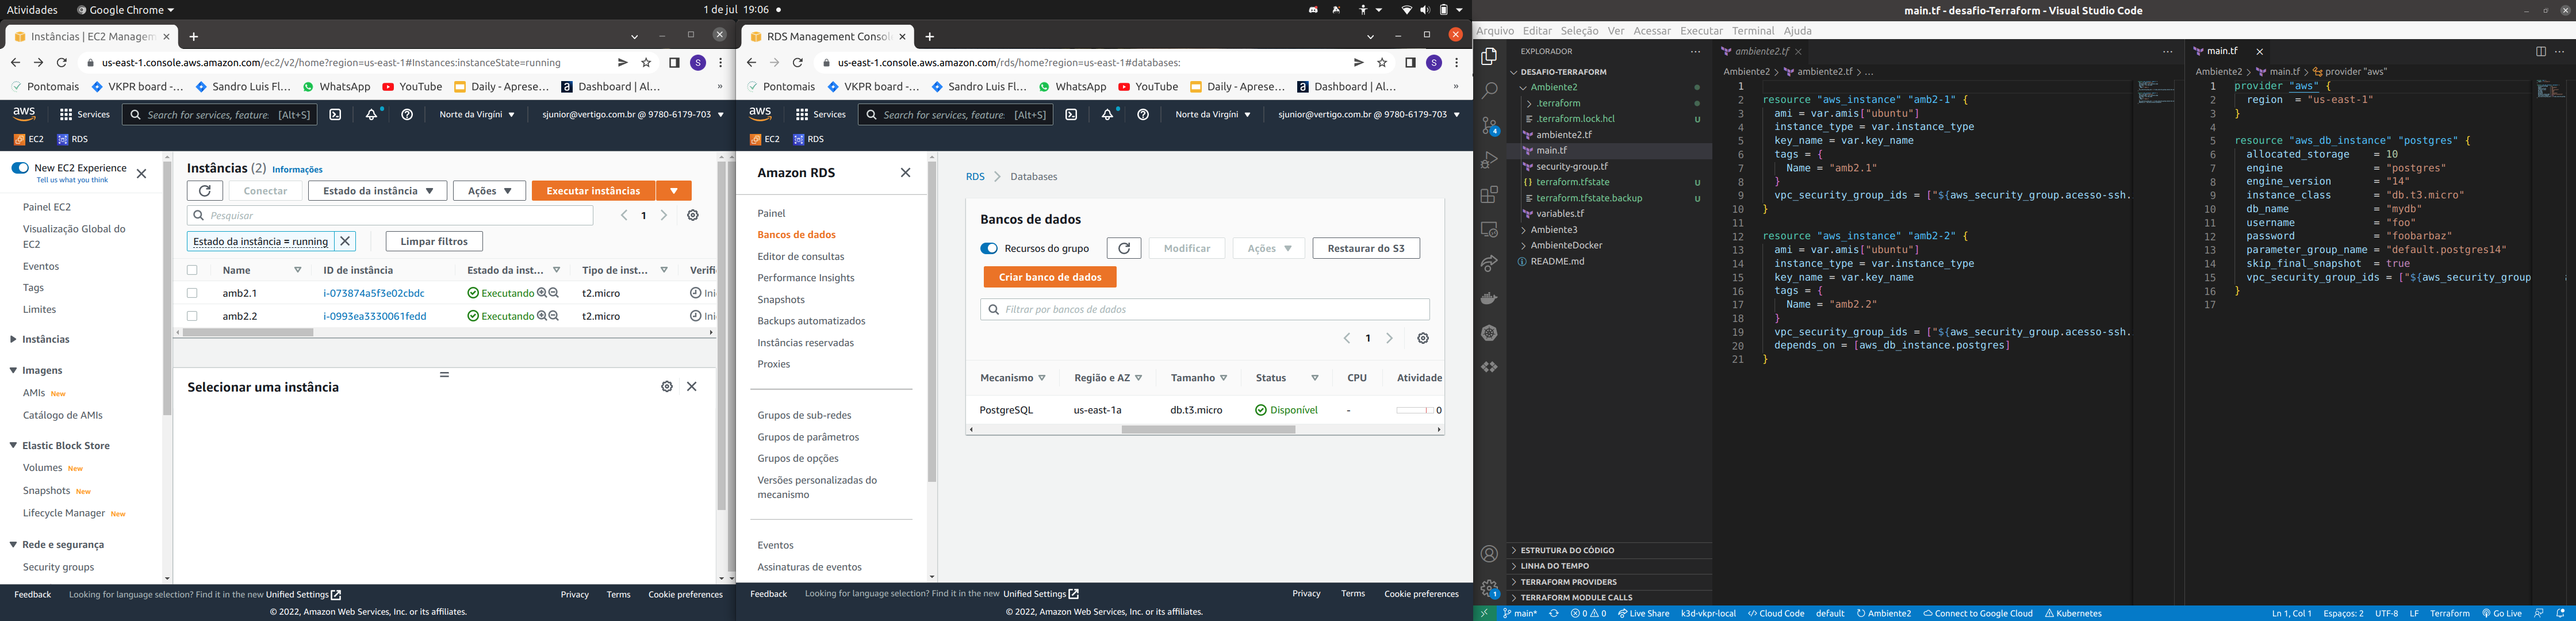 Atividades
Google Chrome
1 de jul 19:06
Instâncias | EC2 Managem
us-east-1.console.aws.amazon.com/ec2/v2/home?region=us-east-1#Instances:instanceState=running
S
Pontomais
VKPR board -...
Sandro Luis Fl...
WhatsApp
YouTube
Daily - Aprese...
Dashboard | Al...
»
aws
Services
Search for services, feature:
[Alt+S]
Norte da Virgíni
sjunior@vertigo.com.br @ 9780-6179-703
EC2
RDS
New EC2 Experience
Tell us what you think
Painel EC2
Visualização Global do
EC2
Eventos
Tags
Limites
Instâncias
Imagens
AMIs New
Catálogo de AMIs
Elastic Block Store
Volumes New
Snapshots New
Lifecycle Manager New
Rede e segurança
Security groups
Instâncias (2) Informações
Conectar
Estado da instância
Ações
Executar instâncias
Pesquisar
1
Estado da instância = running
Limpar filtros
Name
ID de instância
Estado da inst...
Tipo de inst...
Verifi
amb2.1
i-073874a5f3e02cbdc
Executando
t2.micro
Ini
amb2.2
i-0993ea3330061fedd
Executando
t2.micro
Ini
Selecionar uma instância
Feedback
Looking for language selection? Find it in the new Unified Settings
Privacy
Terms
Cookie preferences
© 2022, Amazon Web Services, Inc. or its affiliates.
RDS Management Consol
us-east-1.console.aws.amazon.com/rds/home?region=us-east-1#databases:
S
Pontomais
VKPR board -...
Sandro Luis Fl...
WhatsApp
YouTube
Daily - Aprese...
Dashboard | Al...
»
aws
Services
Search for services, feature:
[Alt+S]
Norte da Virgíni
sjunior@vertigo.com.br @ 9780-6179-703
EC2
RDS
Amazon RDS
Painel
Bancos de dados
Editor de consultas
Performance Insights
Snapshots
Backups automatizados
Instâncias reservadas
Proxies
Grupos de sub-redes
Grupos de parâmetros
Grupos de opções
Versões personalizadas do
mecanismo
Eventos
Assinaturas de eventos
RDS
Databases
Bancos de dados
Recursos do grupo
Modificar
Ações
Restaurar do S3
Criar banco de dados
Filtrar por bancos de dados
1
Mecanismo
Região e AZ
Tamanho
Status
CPU
Atividade
PostgreSQL
us-east-1a
db.t3.micro
Disponível
-
0
Feedback
Looking for language selection? Find it in the new Unified Settings
Privacy
Terms
Cookie preferences
© 2022, Amazon Web Services, Inc. or its affiliates.
main.tf - desafio-Terraform - Visual Studio Code
Arquivo Editar Seleção Ver Acessar Executar Terminal Ajuda
4
1
EXPLORADOR
DESAFIO-TERRAFORM
Ambiente2
.terraform
.terraform.lock.hcl U
ambiente2.tf
main.tf
security-group.tf
terraform.tfstate U
terraform.tfstate.backup U
variables.tf
Ambiente3
AmbienteDocker
README.md
ESTRUTURA DO CÓDIGO
LINHA DO TEMPO
TERRAFORM PROVIDERS
TERRAFORM MODULE CALLS
ambiente2.tf
Ambiente2 > ambiente2.tf > ...
1
2 resource "aws_instance" "amb2-1" {
3 ami = var.amis["ubuntu"]
4 instance_type = var.instance_type
5 key_name = var.key_name
6 tags = {
7 Name = "amb2.1"
8 }
9 vpc_security_group_ids = ["${aws_security_group.acesso-ssh.
10 }
11
12 resource "aws_instance" "amb2-2" {
13 ami = var.amis["ubuntu"]
14 instance_type = var.instance_type
15 key_name = var.key_name
16 tags = {
17 Name = "amb2.2"
18 }
19 vpc_security_group_ids = ["${aws_security_group.acesso-ssh.
20 depends_on = [aws_db_instance.postgres]
21 }
main.tf
Ambiente2 > main.tf > provider "aws"
1 provider "aws" {
2 region = "us-east-1"
3 }
4
5 resource "aws_db_instance" "postgres" {
6 allocated_storage = 10
7 engine = "postgres"
8 engine_version = "14"
9 instance_class = "db.t3.micro"
10 db_name = "mydb"
11 username = "foo"
12 password = "foobarbaz"
13 parameter_group_name = "default.postgres14"
14 skip_final_snapshot = true
15 vpc_security_group_ids = ["${aws_security_group
16 }
17
main*
0
0
Live Share
k3d-vkpr-local
Cloud Code
default
Ambiente2
Connect to Google Cloud
Kubernetes
Ln 1, Col 1
Espaços: 2
UTF-8
LF
Terraform
Go Live